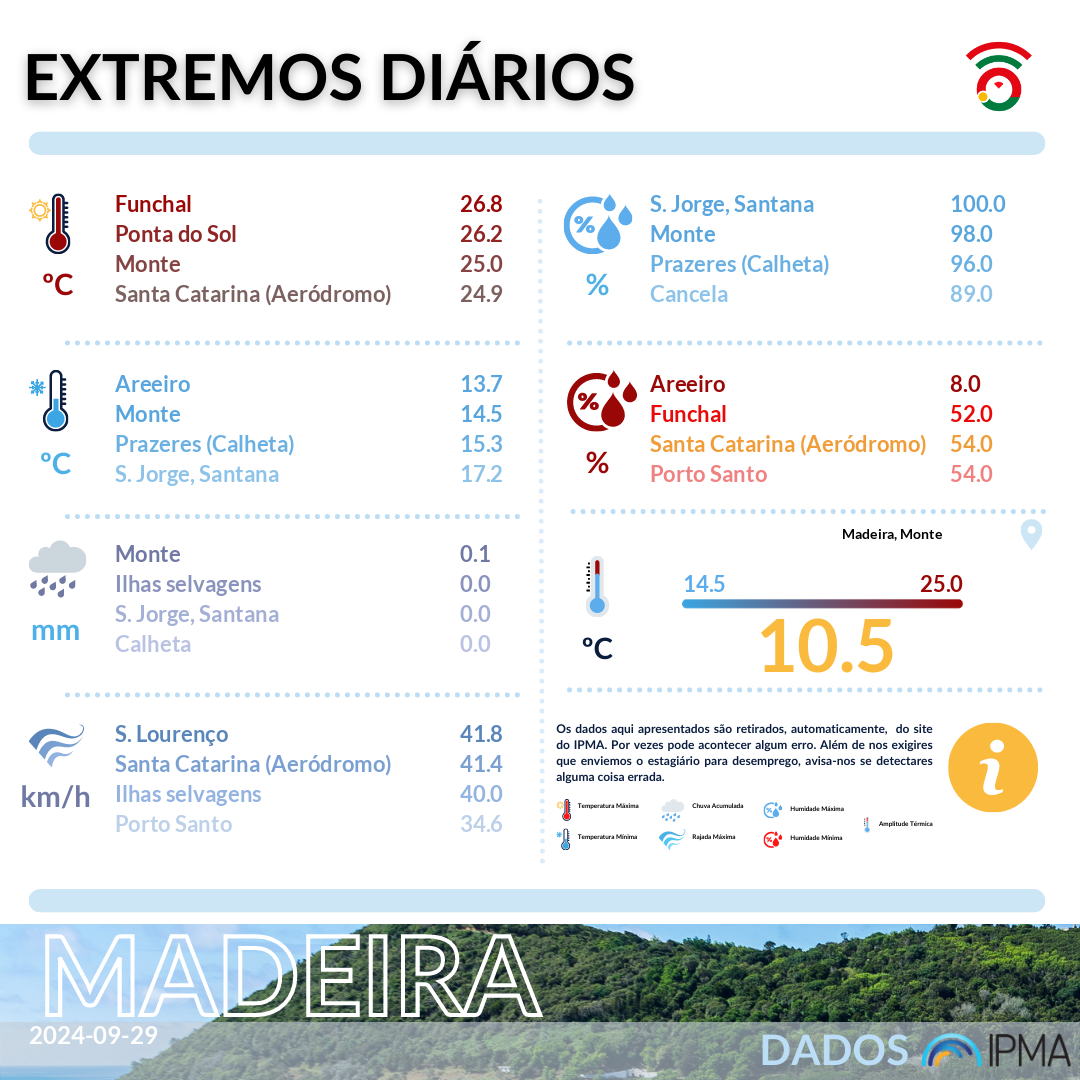 EXTREMOS DIÁRIOS
Funchal 26.8
Ponta do Sol 26.2
Monte 25.0
Santa Catarina (Aeródromo) 24.9
ºC
Areeiro 13.7
Monte 14.5
Prazeres (Calheta) 15.3
S. Jorge, Santana 17.2
ºC
Monte 0.1
Ilhas selvagens 0.0
S. Jorge, Santana 0.0
Calheta 0.0
mm
S. Lourenço 41.8
Santa Catarina (Aeródromo) 41.4
Ilhas selvagens 40.0
Porto Santo 34.6
km/h
S. Jorge, Santana 100.0
Monte 98.0
Prazeres (Calheta) 96.0
Cancela 89.0
%
%
Areeiro 8.0
Funchal 52.0
Santa Catarina (Aeródromo) 54.0
Porto Santo 54.0
%
%
Madeira, Monte
14.5 25.0
ºC
10.5
Os dados aqui apresentados são retirados, automaticamente, do site
do IPMA. Por vezes pode acontecer algum erro. Além de nos exigires
que enviemos o estagiário para desemprego, avisa-nos se detectares
alguma coisa errada.
i
Temperatura Máxima Chuva Acumulada Humidade Máxima
Amplitude Térmica
Temperatura Mínima Rajada Máxima Humidade Mínima
MADEIRA
2024-09-29
DADOS IPMA